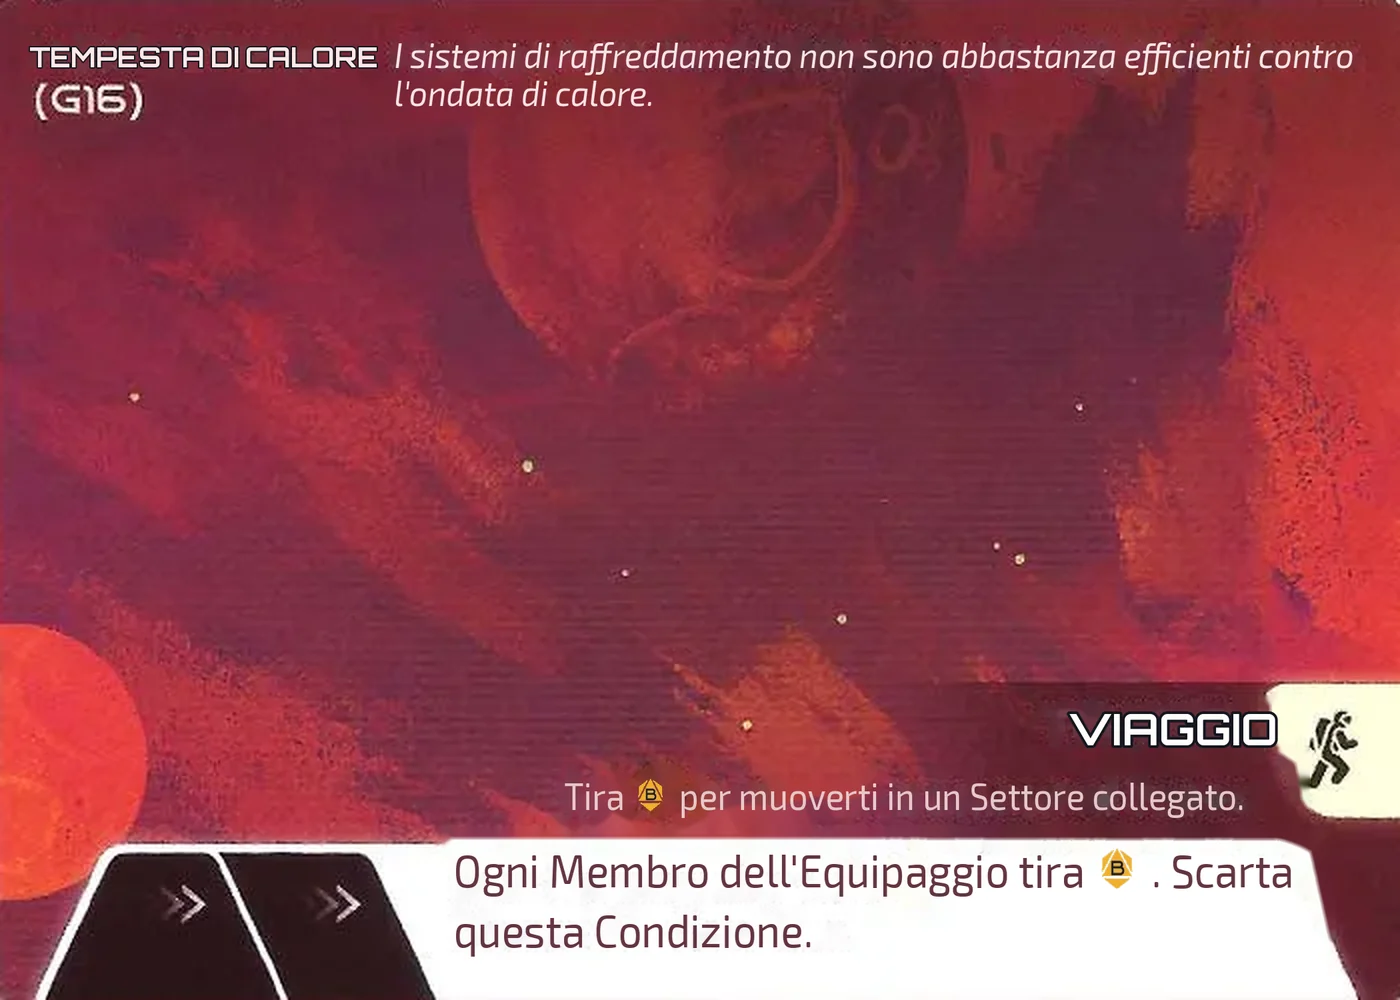 TEMPESTA DI CALORE
(G16)
I sistemi di raffreddamento non sono abbastanza efficienti contro
l'ondata di calore.
VIAGGIO
Tira B per muoverti in un Settore collegato.
Ogni Membro dell'Equipaggio tira B . Scarta
questa Condizione.